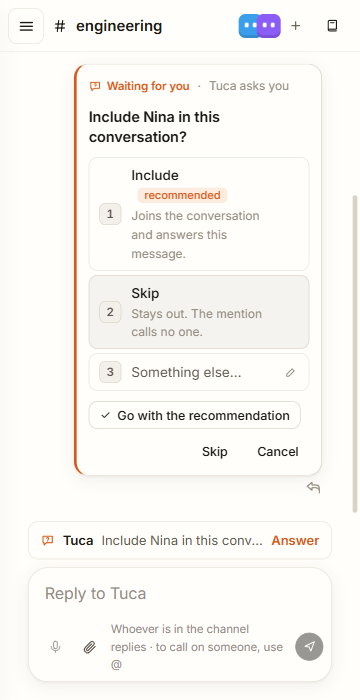 # engineering
Waiting for you · Tuca asks you
Include Nina in this
conversation?
Include
recommended
1
Joins the conversation
and answers this
message.
Skip
2
Stays out. The mention
calls no one.
3 Something else...
Go with the recommendation
Skip Cancel
Tuca Include Nina in this conv... Answer
Reply to Tuca
Whoever is in the channel
replies · to call on someone, use
@